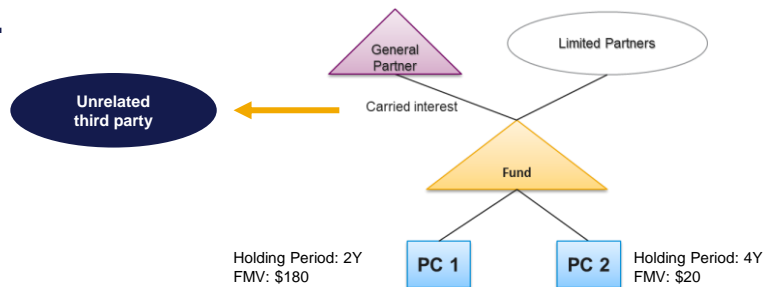 General
Partner
Limited Partners
Unrelated
third party
Carried interest
Fund
Holding Period: 2Y
FMV: $180
PC 1
PC 2
Holding Period: 4Y
FMV: $20